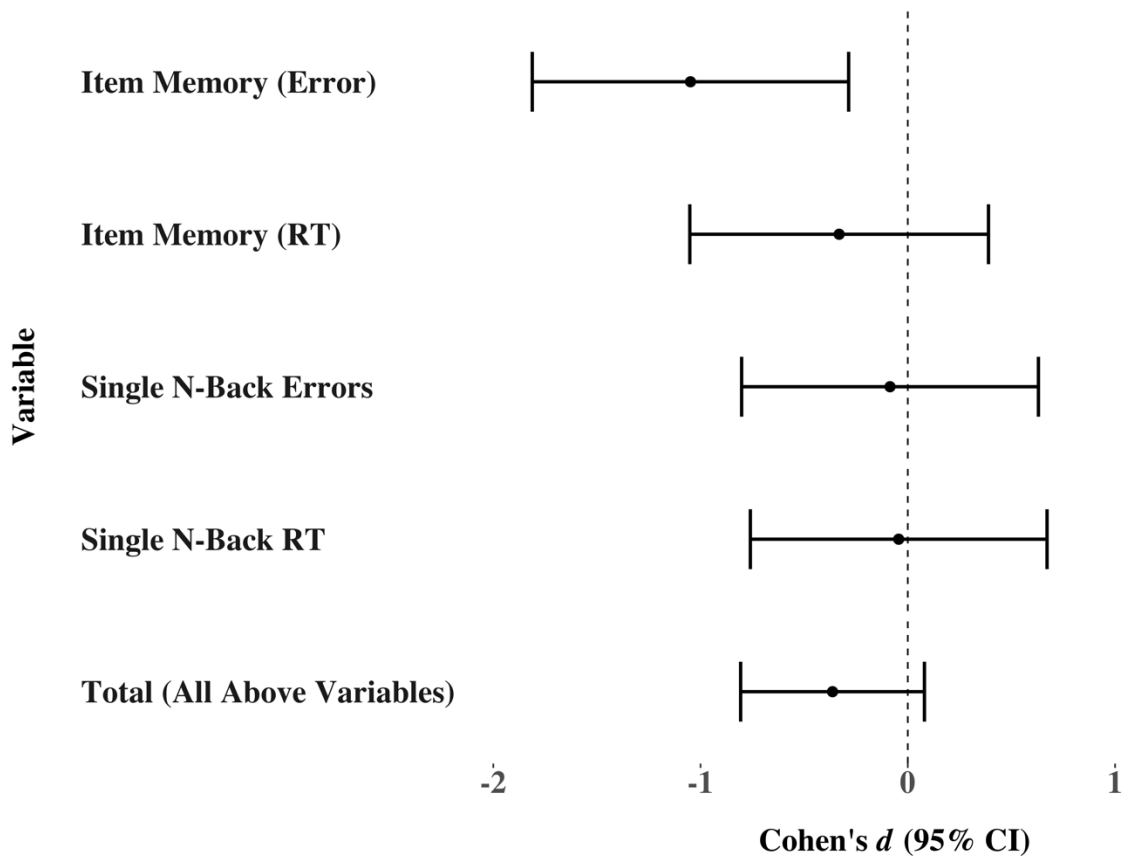 Item Memory (Error)
Item Memory (RT)
Variable
Single N-Back Errors
Single N-Back RT
Total (All Above Variables)
-2 -1 0 1
Cohen's d (95% CI)